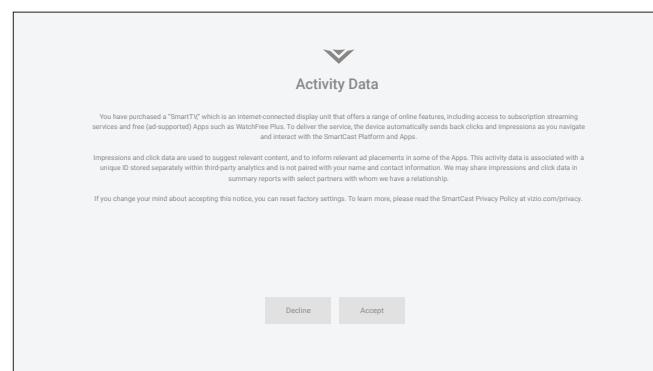 Activity Data
You have purchased a "SmartTV," which is an internet-connected display unit that offers a range of online features, including access to subscription streaming
services and free (ad-supported) Apps such as WatchFree Plus. To deliver the service, the device automatically sends back clicks and impressions as you navigate
and interact with the SmartCast Platform and Apps.
Impressions and click data are used to suggest relevant content, and to inform relevant ad placements in some of the Apps. This activity data is associated with a
unique ID stored separately within third-party analytics and is not paired with your name and contact information. We may share impressions and click data in
summary reports with select partners with whom we have a relationship.
If you change your mind about accepting this notice, you can reset factory settings. To learn more, please read the SmartCast Privacy Policy at vizio.com/privacy.
Decline Accept